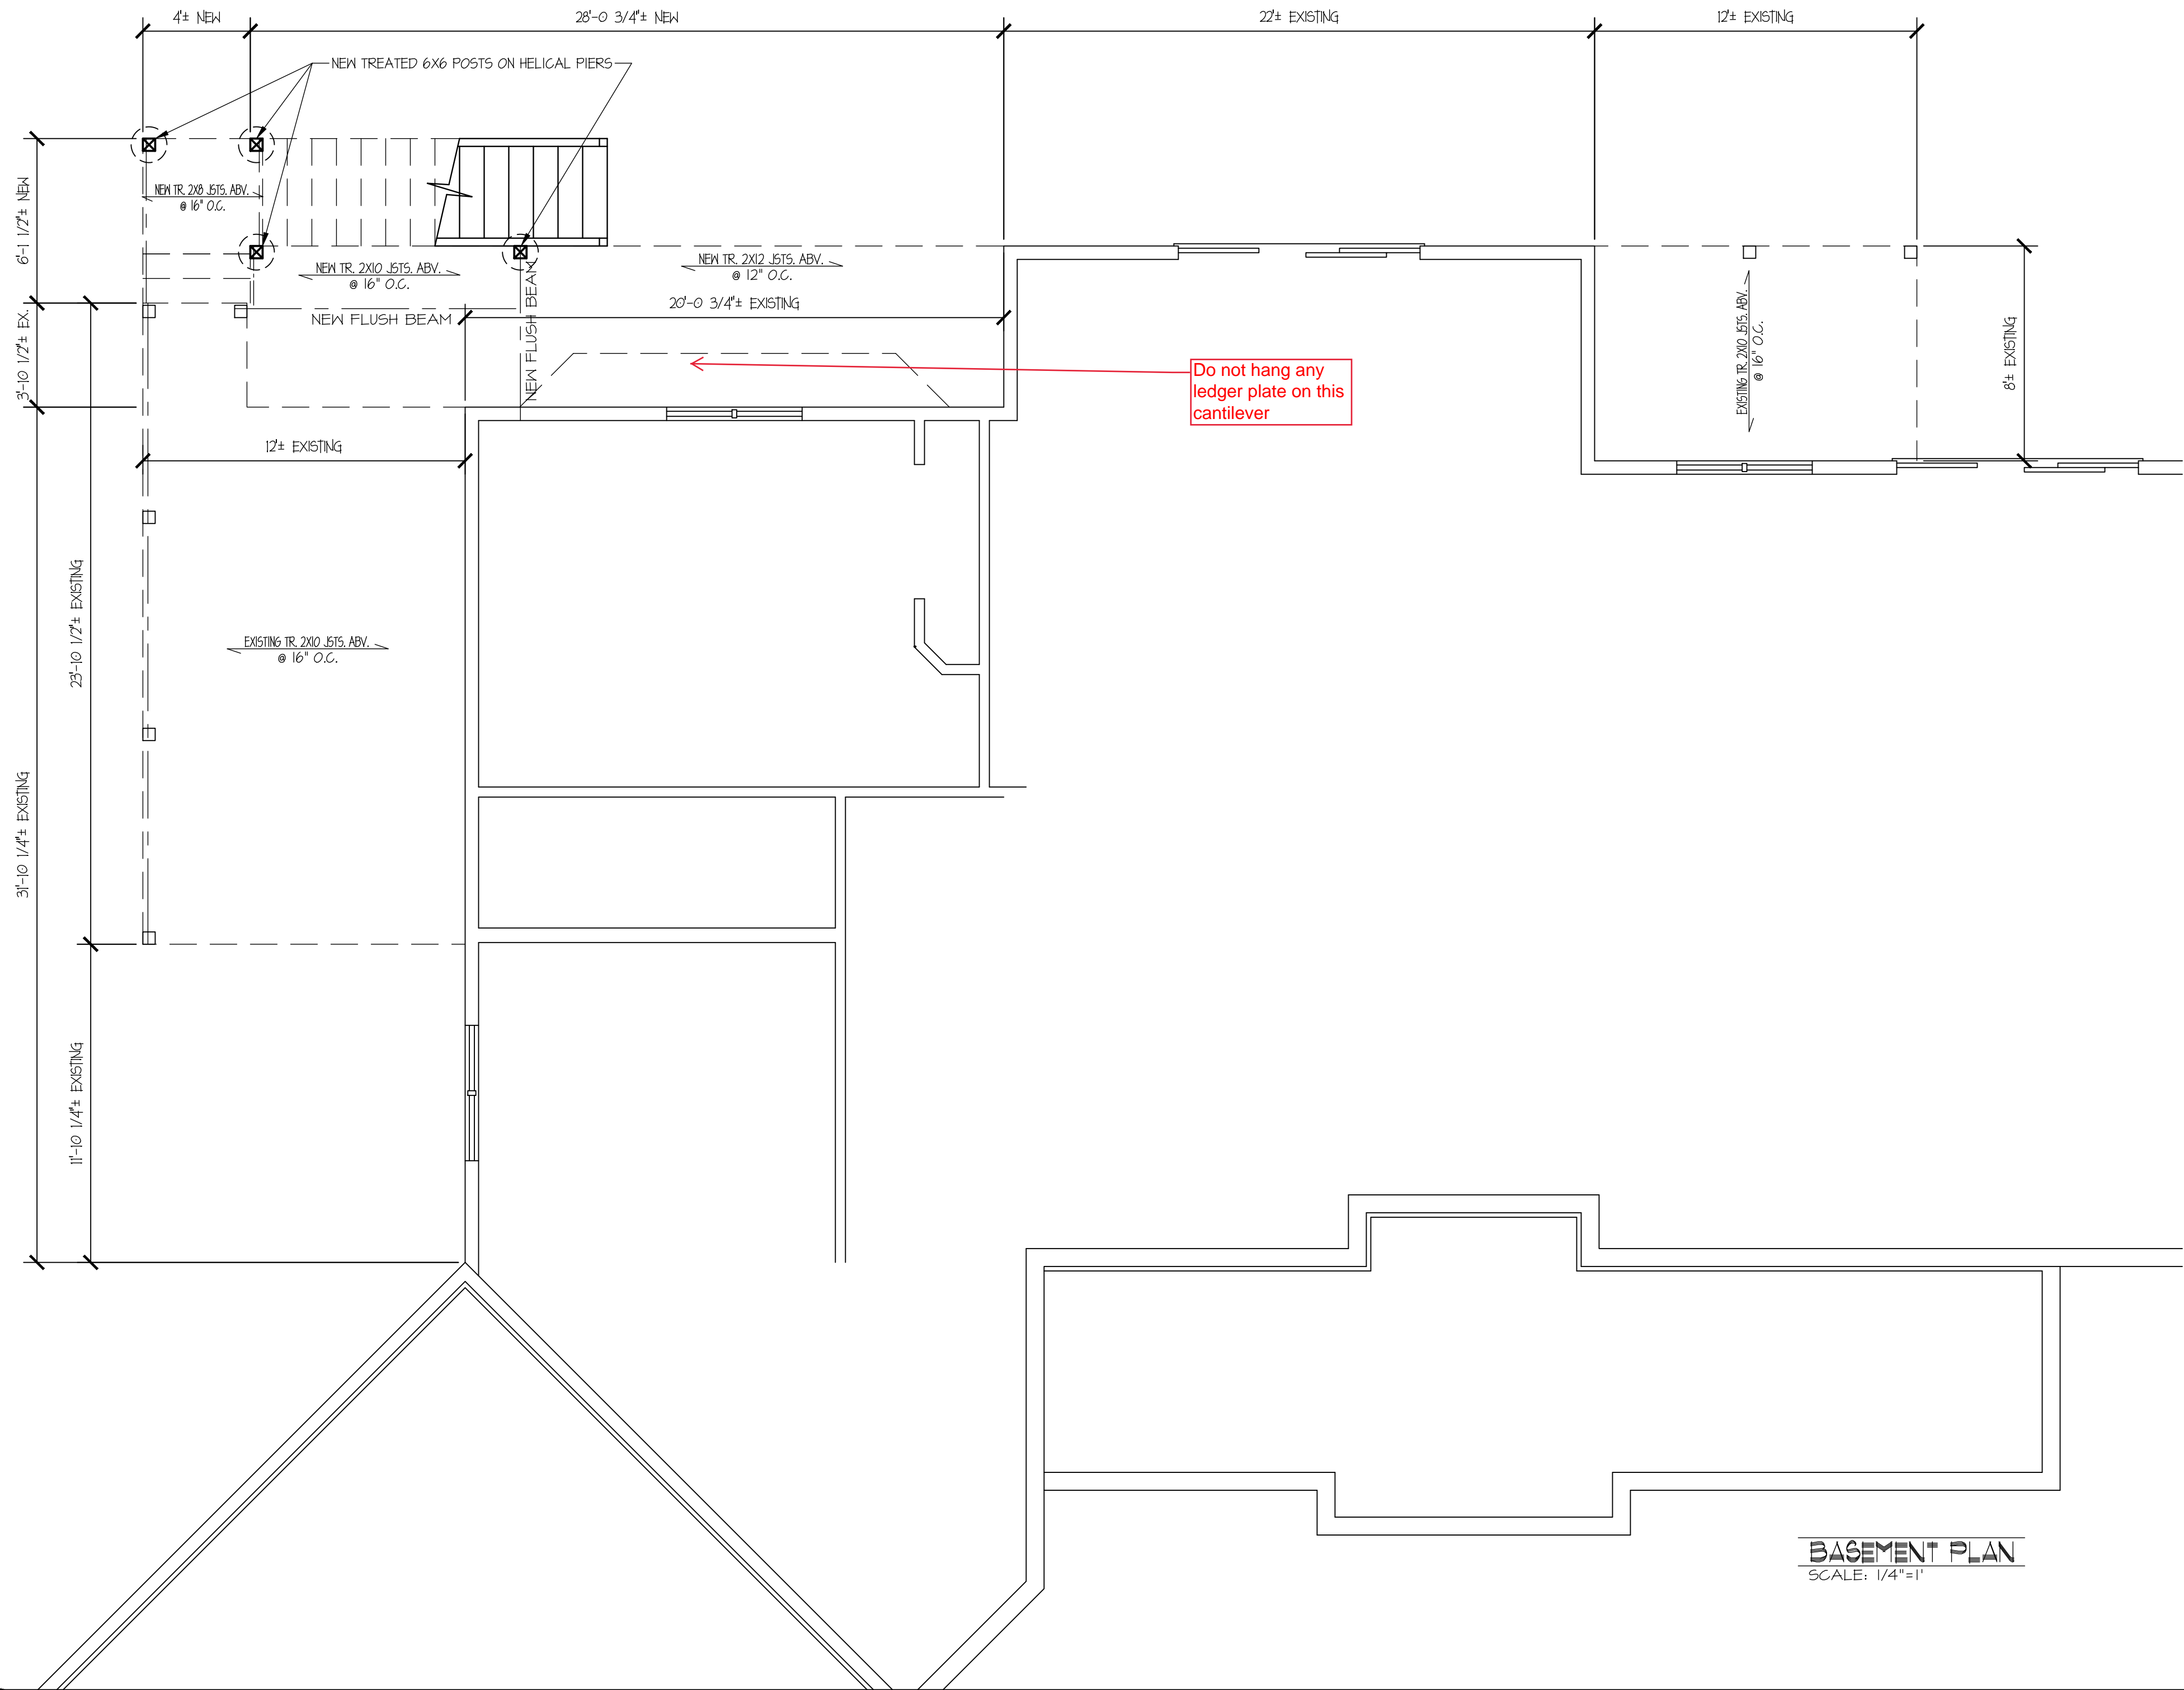 4'± NEW
28'-0 3/4"± NEW
22'± EXISTING
12'± EXISTING
NEW TREATED 6X6 POSTS ON HELICAL PIERS
6'-1 1/2"± NEW
NEW TR. 2X8 JSTS. ABV.
@ 16" O.C.
NEW TR. 2X10 JSTS. ABV.
@ 16" O.C.
NEW TR. 2X12 JSTS. ABV.
@ 12" O.C.
20'-0 3/4"± EXISTING
NEW FLUSH BEAM
NEW FLUSH BEAM
3'-10 1/2"± EX.
Do not hang any
ledger plate on this
cantilever
EXISTING TR. 2X10 JSTS. ABV.
@ 16" O.C.
8'± EXISTING
12'± EXISTING
23'-10 1/2"± EXISTING
EXISTING TR. 2X10 JSTS. ABV.
@ 16" O.C.
31'-10 1/4"± EXISTING
11'-10 1/4"± EXISTING
BASEMENT PLAN
SCALE: 1/4"=1'